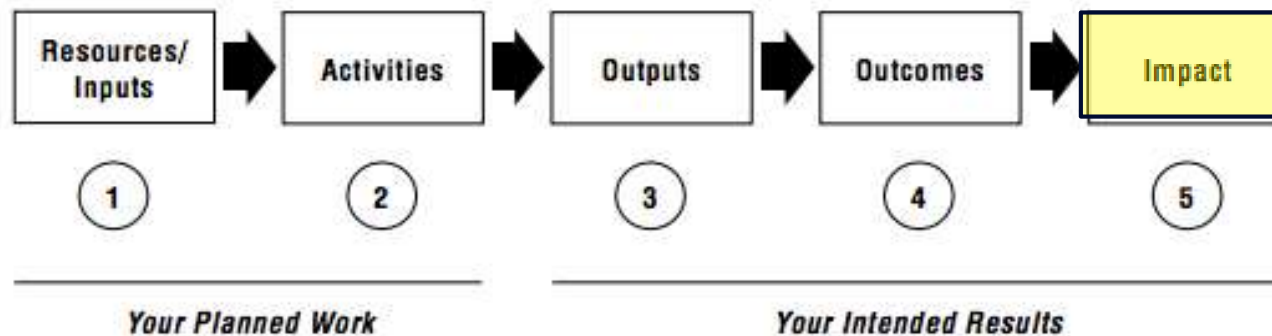 Resources/
Inputs
Activities
Outputs
Outcomes
Impact
1
2
3
4
5
Your Planned Work
Your Intended Results